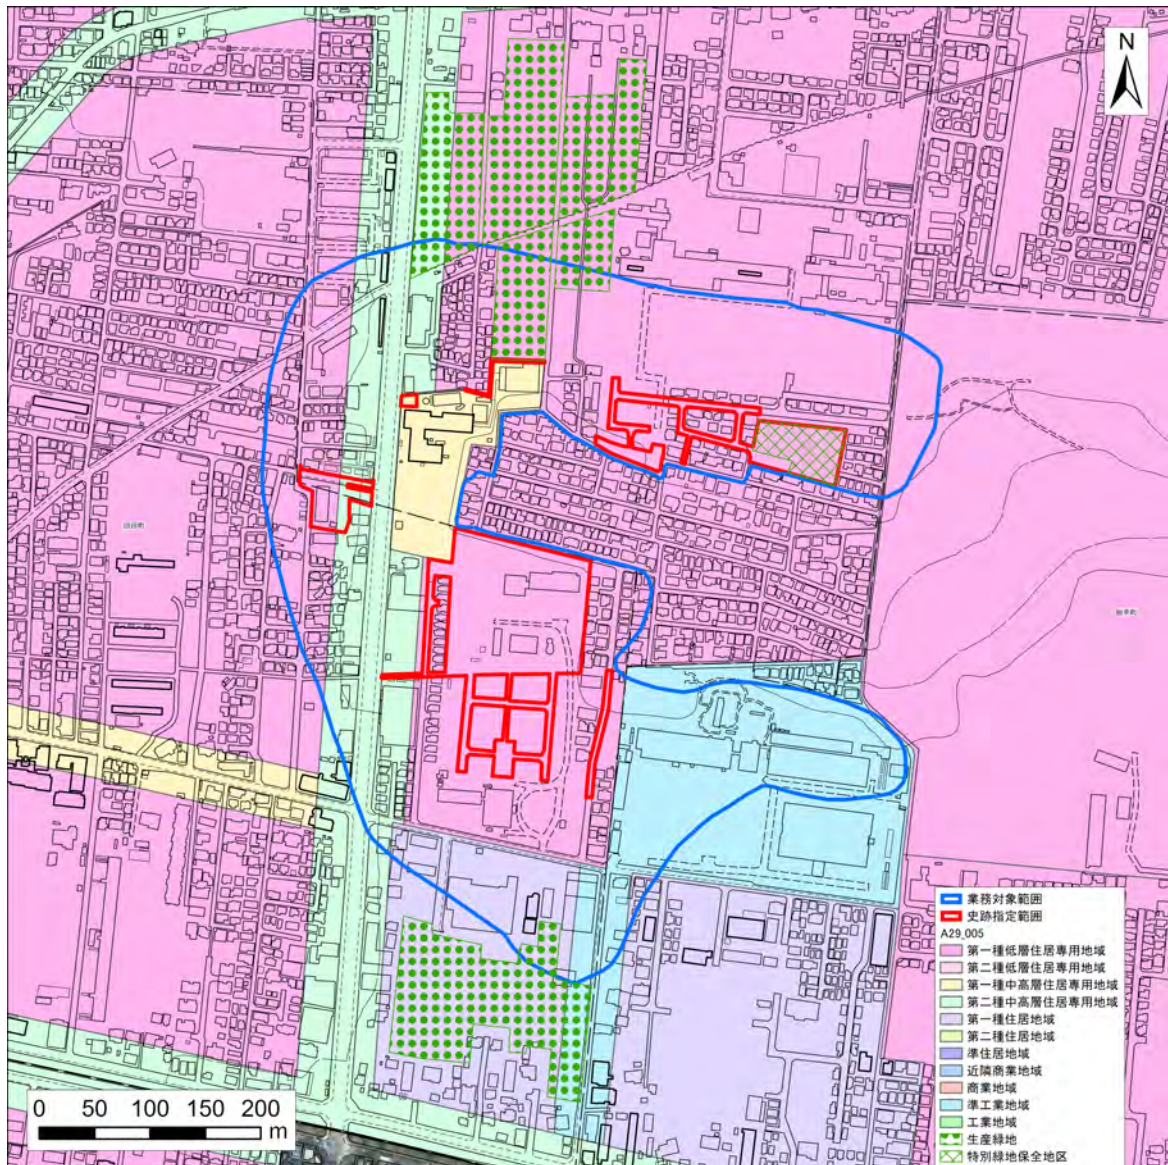 N
業務対象範囲
史跡指定範囲
A29_005
第一種低層住居専用地域
第二種低層住居専用地域
第一種中高層住居専用地域
第二種中高層住居専用地域
第一種住居地域
第二種住居地域
準住居地域
近隣商業地域
商業地域
準工業地域
工業地域
生産緑地
特別緑地保全地区
0 50 100 150 200
m